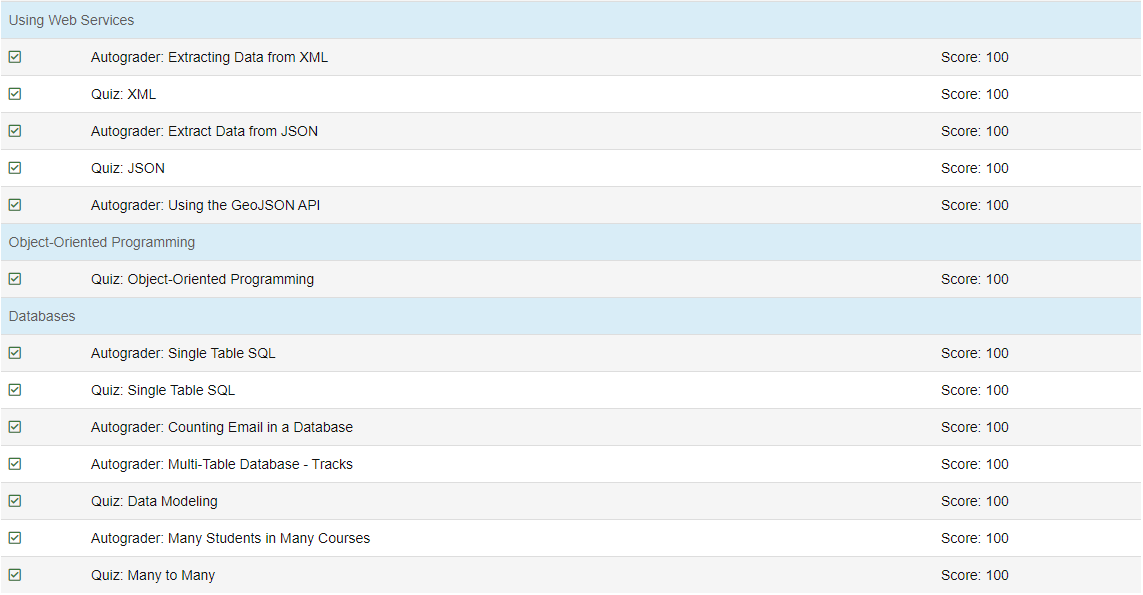 Using Web Services
Autograder: Extracting Data from XML Score: 100
Quiz: XML Score: 100
Autograder: Extract Data from JSON Score: 100
Quiz: JSON Score: 100
Autograder: Using the GeoJSON API Score: 100
Object-Oriented Programming
Quiz: Object-Oriented Programming Score: 100
Databases
Autograder: Single Table SQL Score: 100
Quiz: Single Table SQL Score: 100
Autograder: Counting Email in a Database Score: 100
Autograder: Multi-Table Database - Tracks Score: 100
Quiz: Data Modeling Score: 100
Autograder: Many Students in Many Courses Score: 100
Quiz: Many to Many Score: 100